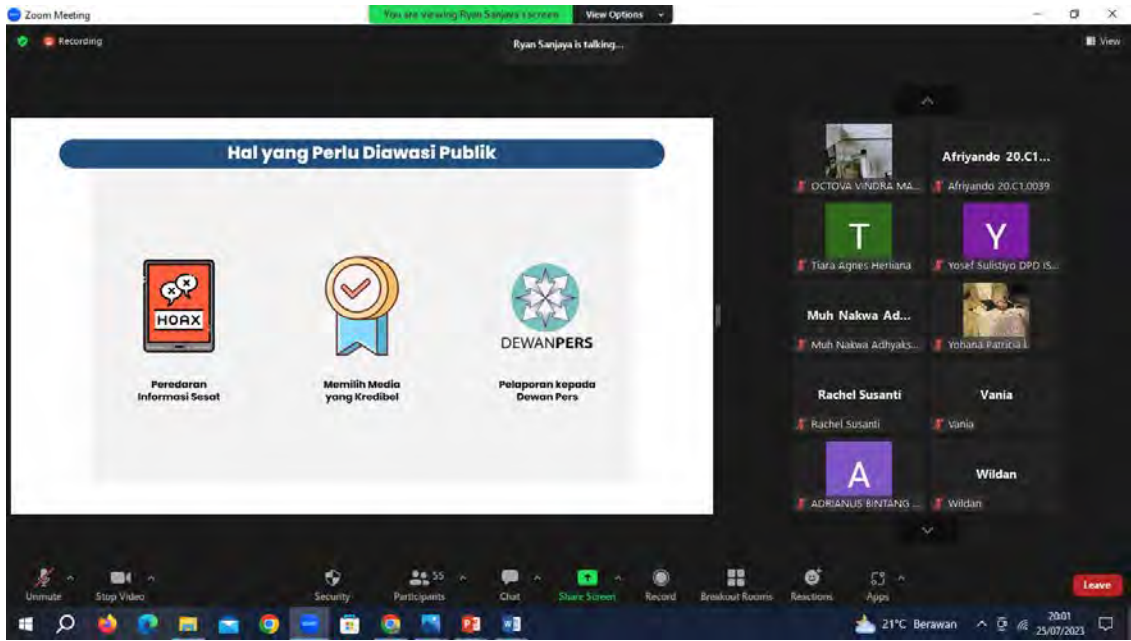 Zoom Meeting
You are viewing Ryan Sanjaya's screen
View Options
Recording
Ryan Sanjaya is talking...
View
Hal yang Perlu Diawasi Publik
HOAX
DEWANPERS
Peredaran
Informasi Sesat
Memilih Media
yang Kredibel
Pelaporan kepada
Dewan Pers
OCTOVA VINDRA MA...
Afriyando 20.C1...
Afriyando 20.C1.0039
T
Tiara Agnes Herliana
Y
Yosef Sulistiyo DPD IS...
Muh Nakwa Ad...
Muh Nakwa Adhyaks...
Yohana Patricia L
Rachel Susanti
Rachel Susanti
Vania
Vania
A
ADRIANUS BINTANG ...
Wildan
Wildan
Unmute
Stop Video
Security
55
Participants
Chat
Share Screen
Record
Breakout Rooms
Reactions
Apps
Leave
21°C Berawan
20:01
25/07/2023